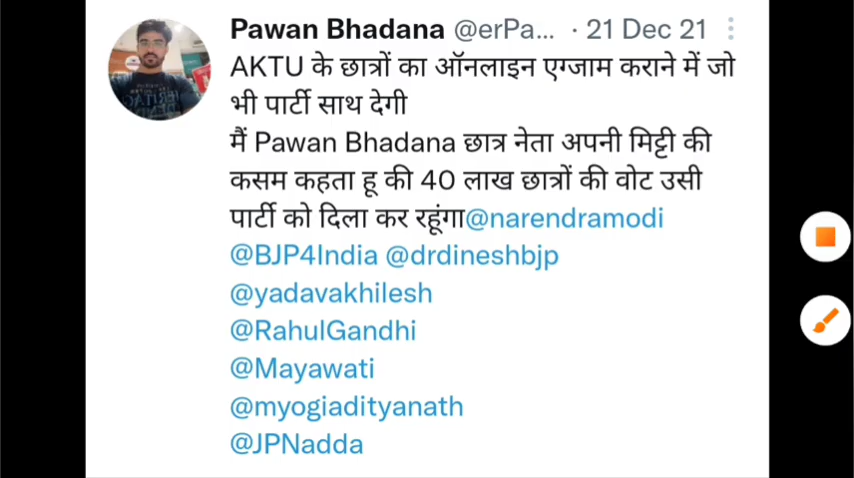 Pawan Bhadana @erPa... · 21 Dec 21
AKTU के छात्रों का ऑनलाइन एग्जाम कराने में जो
भी पार्टी साथ देगी
मैं Pawan Bhadana छात्र नेता अपनी मिट्टी की
कसम कहता हू की 40 लाख छात्रों की वोट उसी
पार्टी को दिला कर रहूंगा@narendramodi
@BJP4India @drdineshbjp
@yadavakhilesh
@RahulGandhi
@Mayawati
@myogiadityanath
@JPNadda